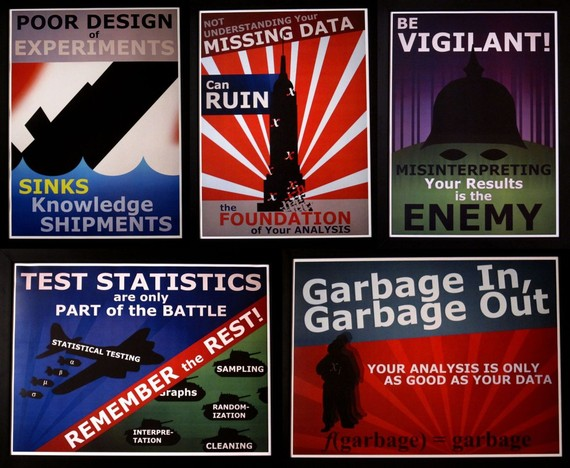 POOR DESIGN
of
EXPERIMENTS
SINKS
Knowledge
SHIPMENTS
NOT
UNDERSTANDING Your
MISSING DATA
Can
RUIN
x
x
x
the
FOUNDATION
of Your ANALYSIS
BE
VIGILANT!
MISINTERPRETING
Your Results
is the
ENEMY
TEST STATISTICS
are only
PART of the BATTLE
STATISTICAL TESTING
α
β
μ
σ
REMEMBER the REST!
SAMPLING
Graphs
RANDOM-
IZATION
INTERPRE-
TATION
CLEANING
Garbage In,
Garbage Out
YOUR ANALYSIS IS ONLY
AS GOOD AS YOUR DATA
f(garbage) = garbage